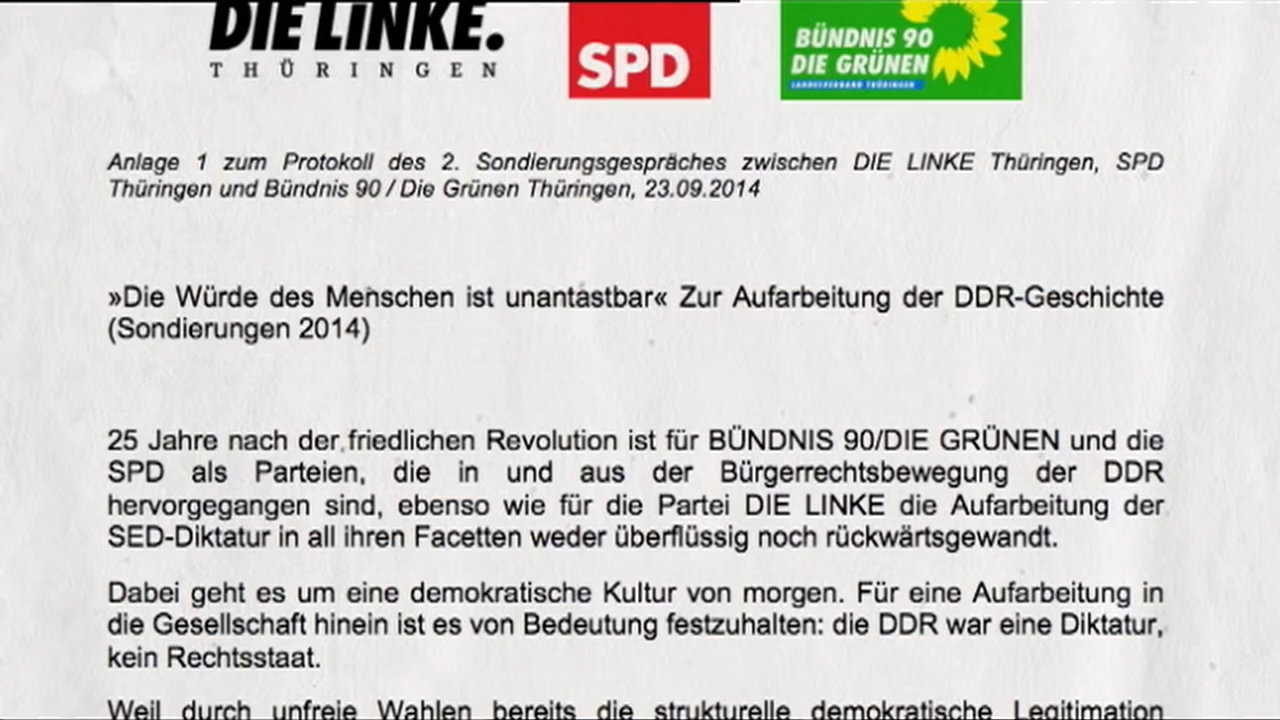 DIE LINKE.
THÜRINGEN
SPD
BÜNDNIS 90
DIE GRÜNEN
LANDESVERBAND THÜRINGEN
Anlage 1 zum Protokoll des 2. Sondierungsgespräches zwischen DIE LINKE Thüringen, SPD
Thüringen und Bündnis 90 / Die Grünen Thüringen, 23.09.2014
»Die Würde des Menschen ist unantastbar« Zur Aufarbeitung der DDR-Geschichte
(Sondierungen 2014)
25 Jahre nach der friedlichen Revolution ist für BÜNDNIS 90/DIE GRÜNEN und die
SPD als Parteien, die in und aus der Bürgerrechtsbewegung der DDR
hervorgegangen sind, ebenso wie für die Partei DIE LINKE die Aufarbeitung der
SED-Diktatur in all ihren Facetten weder überflüssig noch rückwärtsgewandt.
Dabei geht es um eine demokratische Kultur von morgen. Für eine Aufarbeitung in
die Gesellschaft hinein ist es von Bedeutung festzuhalten: die DDR war eine Diktatur,
kein Rechtsstaat.
Weil durch unfreie Wahlen bereits die strukturelle demokratische Legitimation